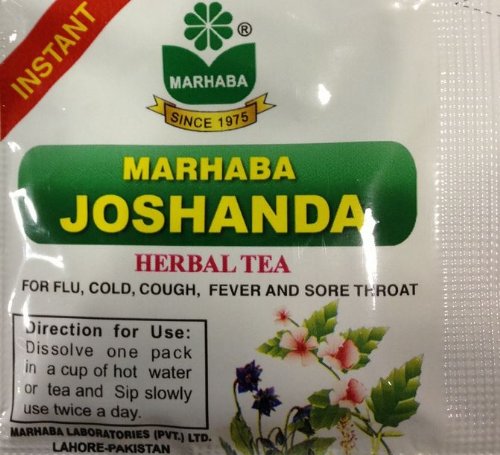 INSTANT
®
MARHABA
SINCE 1975
MARHABA
JOSHANDA
HERBAL TEA
FOR FLU, COLD, COUGH, FEVER AND SORE THROAT
Direction for Use:
Dissolve one pack
in a cup of hot water
or tea and Sip slowly
use twice a day.
MARHABA LABORATORIES (PVT.) LTD.
LAHORE-PAKISTAN